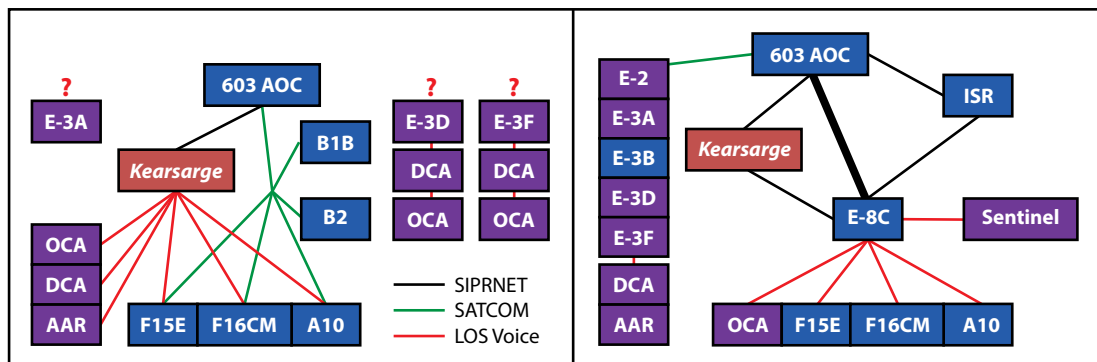 ?
E-3A
603 AOC
Kearsarge
B1B
B2
?
E-3D
DCA
OCA
?
E-3F
DCA
OCA
OCA
DCA
AAR
F15E
F16CM
A10
SIPRNET
SATCOM
LOS Voice
603 AOC
E-2
E-3A
E-3B
E-3D
E-3F
DCA
AAR
ISR
Kearsarge
E-8C
Sentinel
OCA
F15E
F16CM
A10